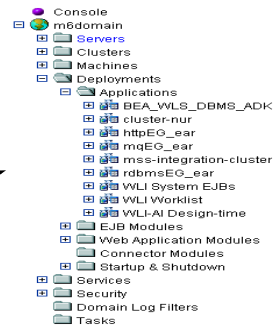 Console
m6domain
Servers
Clusters
Machines
Deployments
Applications
BEA_WLS_DBMS_ADK
cluster-nur
httpEG_ear
mqEG_ear
mss-integration-cluster
rdbmsEG_ear
WLI System EJBs
WLI Worklist
WLI-AI Design-time
EJB Modules
Web Application Modules
Connector Modules
Startup & Shutdown
Services
Security
Domain Log Filters
Tasks